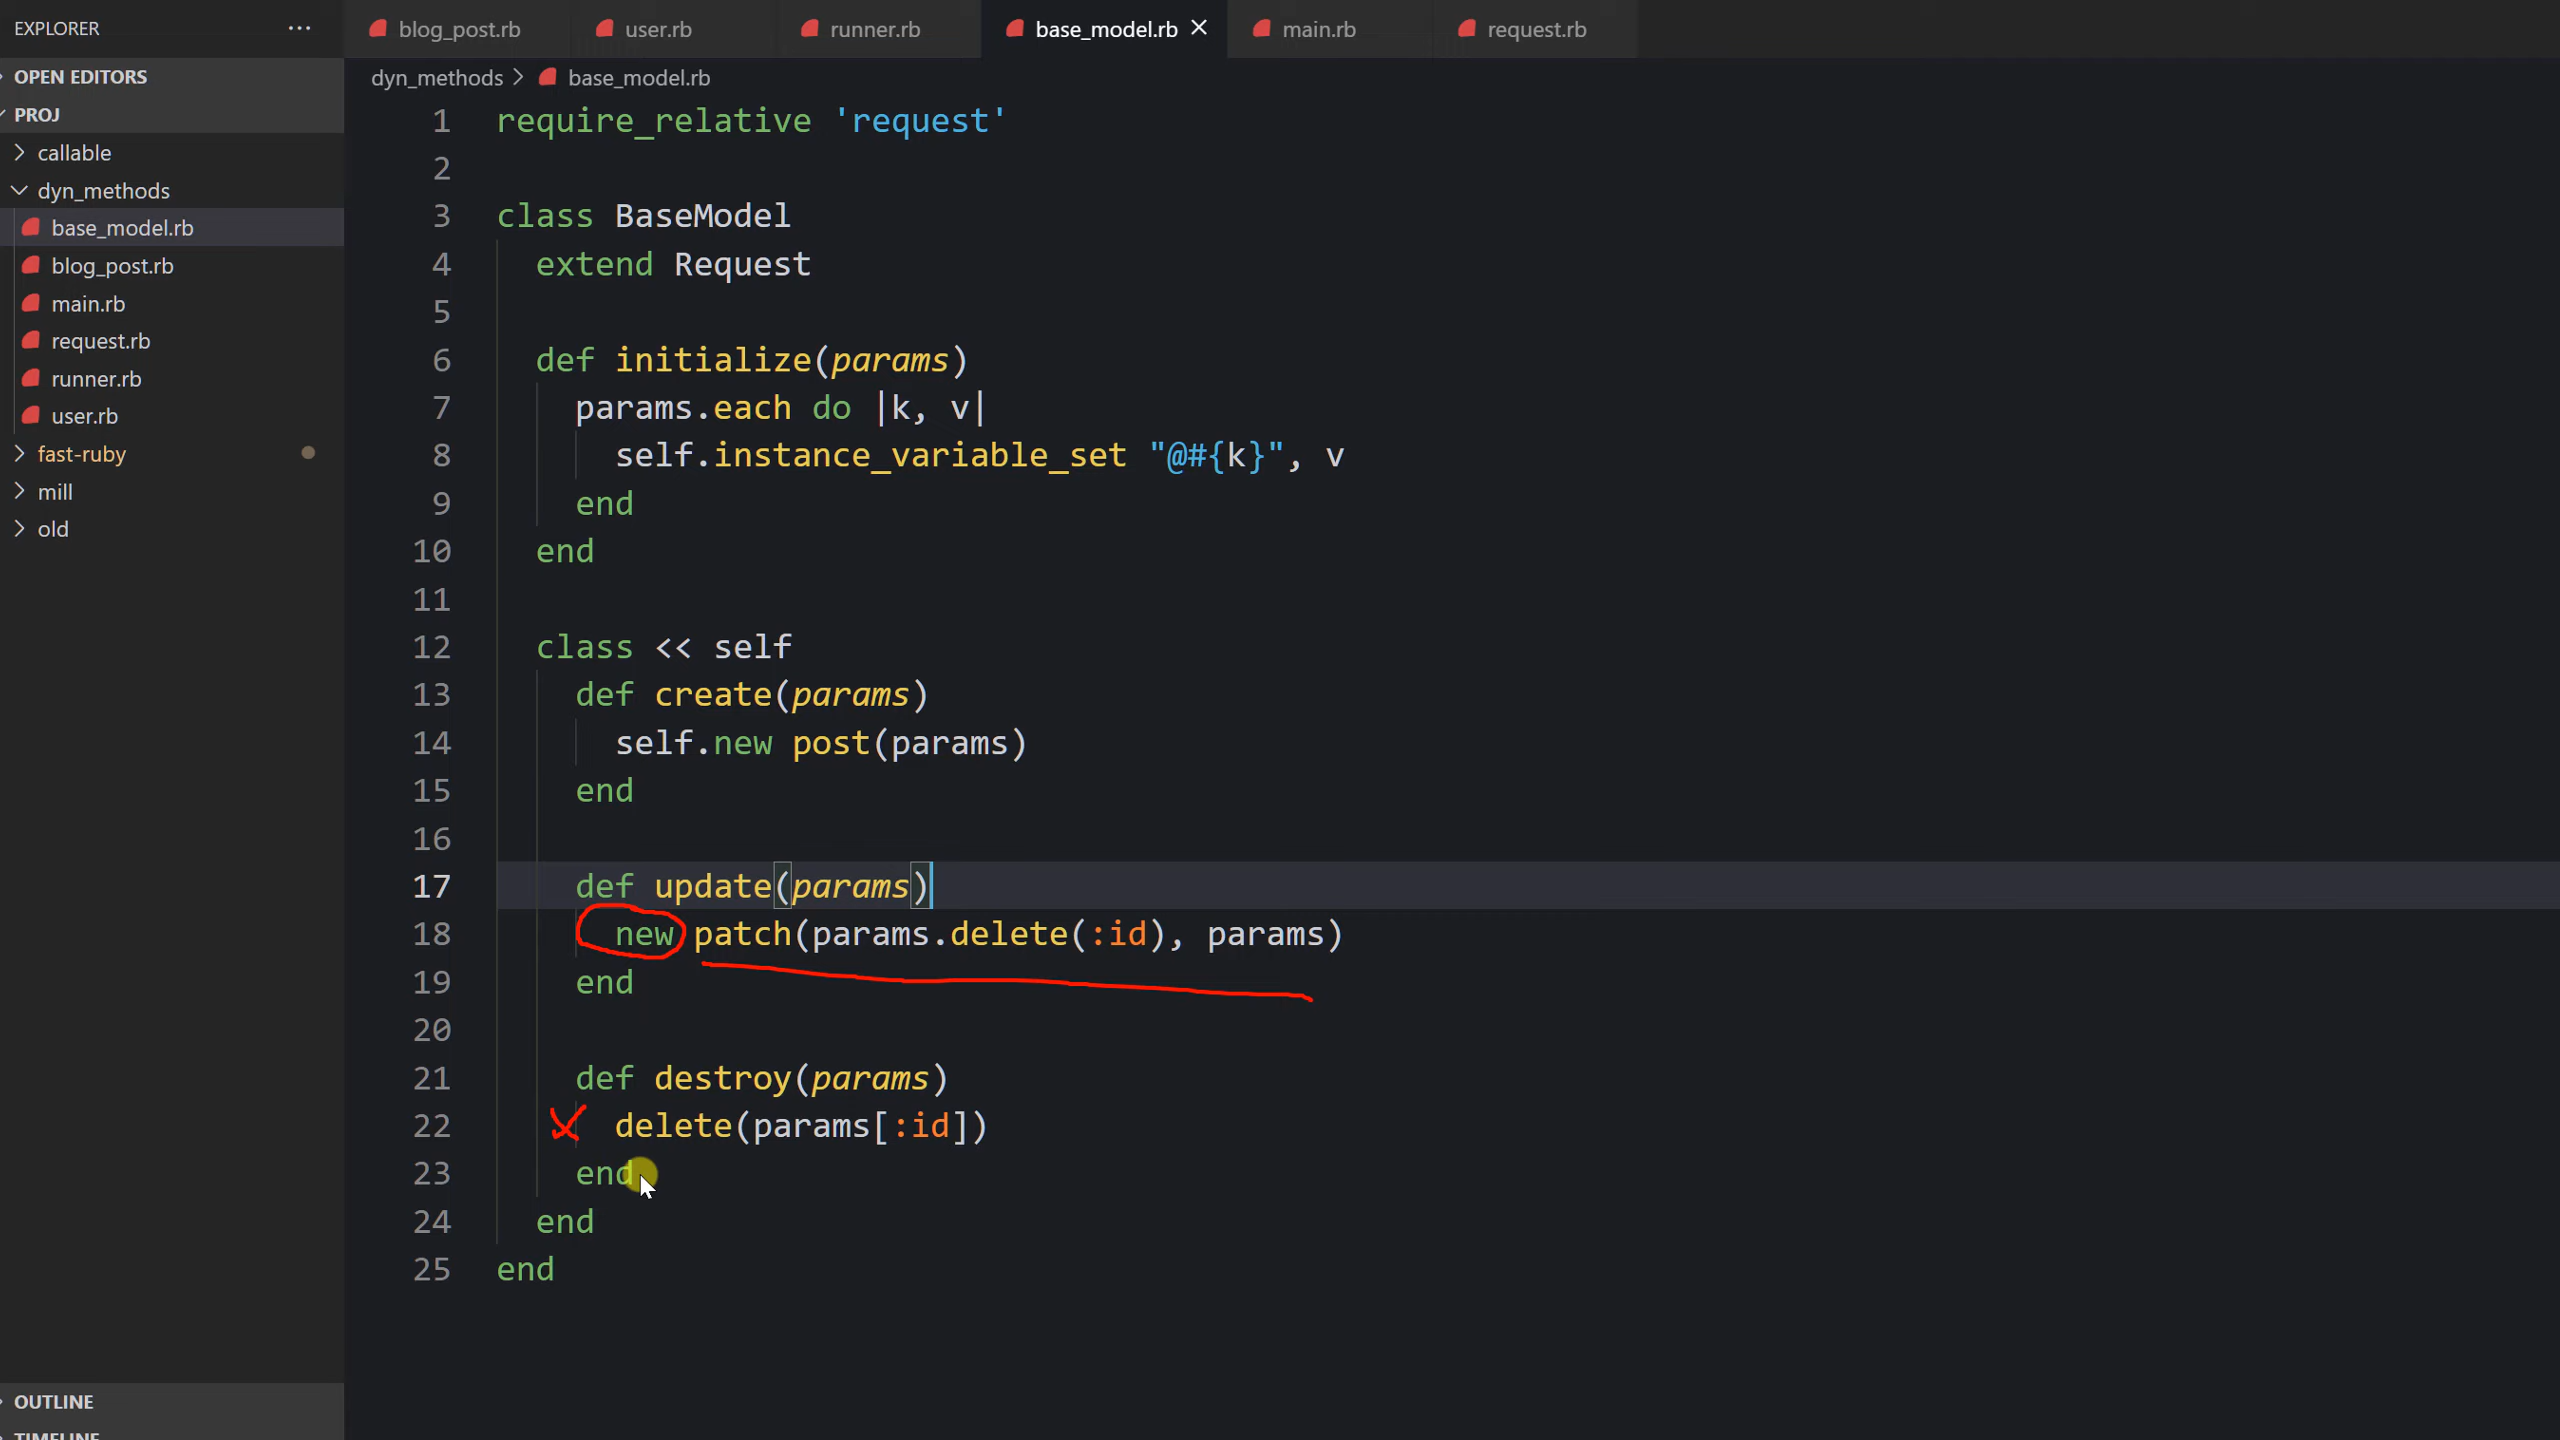 EXPLORER
OPEN EDITORS
PROJ
callable
dyn_methods
base_model.rb
blog_post.rb
main.rb
request.rb
runner.rb
user.rb
fast-ruby
mill
old
OUTLINE
TIMELINE
blog_post.rb user.rb runner.rb base_model.rb main.rb request.rb
dyn_methods > base_model.rb
1 require_relative 'request'
2
3 class BaseModel
4   extend Request
5
6   def initialize(params)
7     params.each do |k, v|
8       self.instance_variable_set "@#{k}", v
9     end
10   end
11
12   class << self
13     def create(params)
14       self.new post(params)
15     end
16
17     def update(params)
18       new patch(params.delete(:id), params)
19     end
20
21     def destroy(params)
22       delete(params[:id])
23     end
24   end
25 end